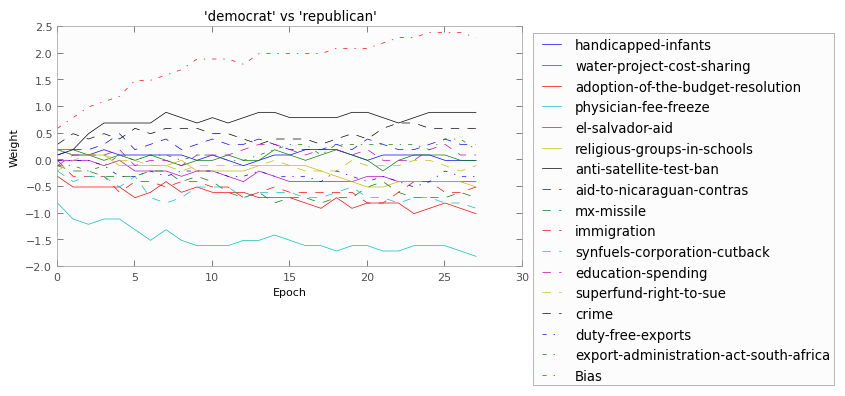 'democrat' vs 'republican'
2.5
2.0
1.5
1.0
0.5
0.0
−0.5
−1.0
−1.5
−2.0
Weight
0 5 10 15 20 25 30
Epoch
handicapped-infants
water-project-cost-sharing
adoption-of-the-budget-resolution
physician-fee-freeze
el-salvador-aid
religious-groups-in-schools
anti-satellite-test-ban
aid-to-nicaraguan-contras
mx-missile
immigration
synfuels-corporation-cutback
education-spending
superfund-right-to-sue
crime
duty-free-exports
export-administration-act-south-africa
Bias